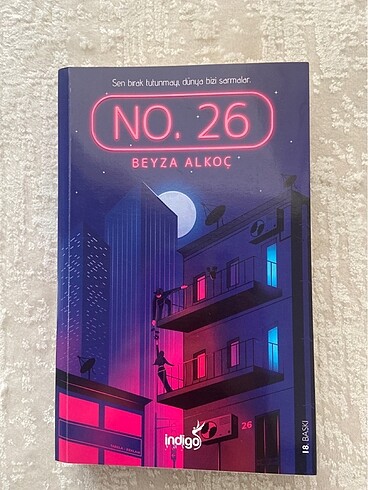 Sen bırak tutunmayı, dünya bizi sarmalar.
NO. 26
BEYZA ALKOÇ
26
indigo
18. BASKI